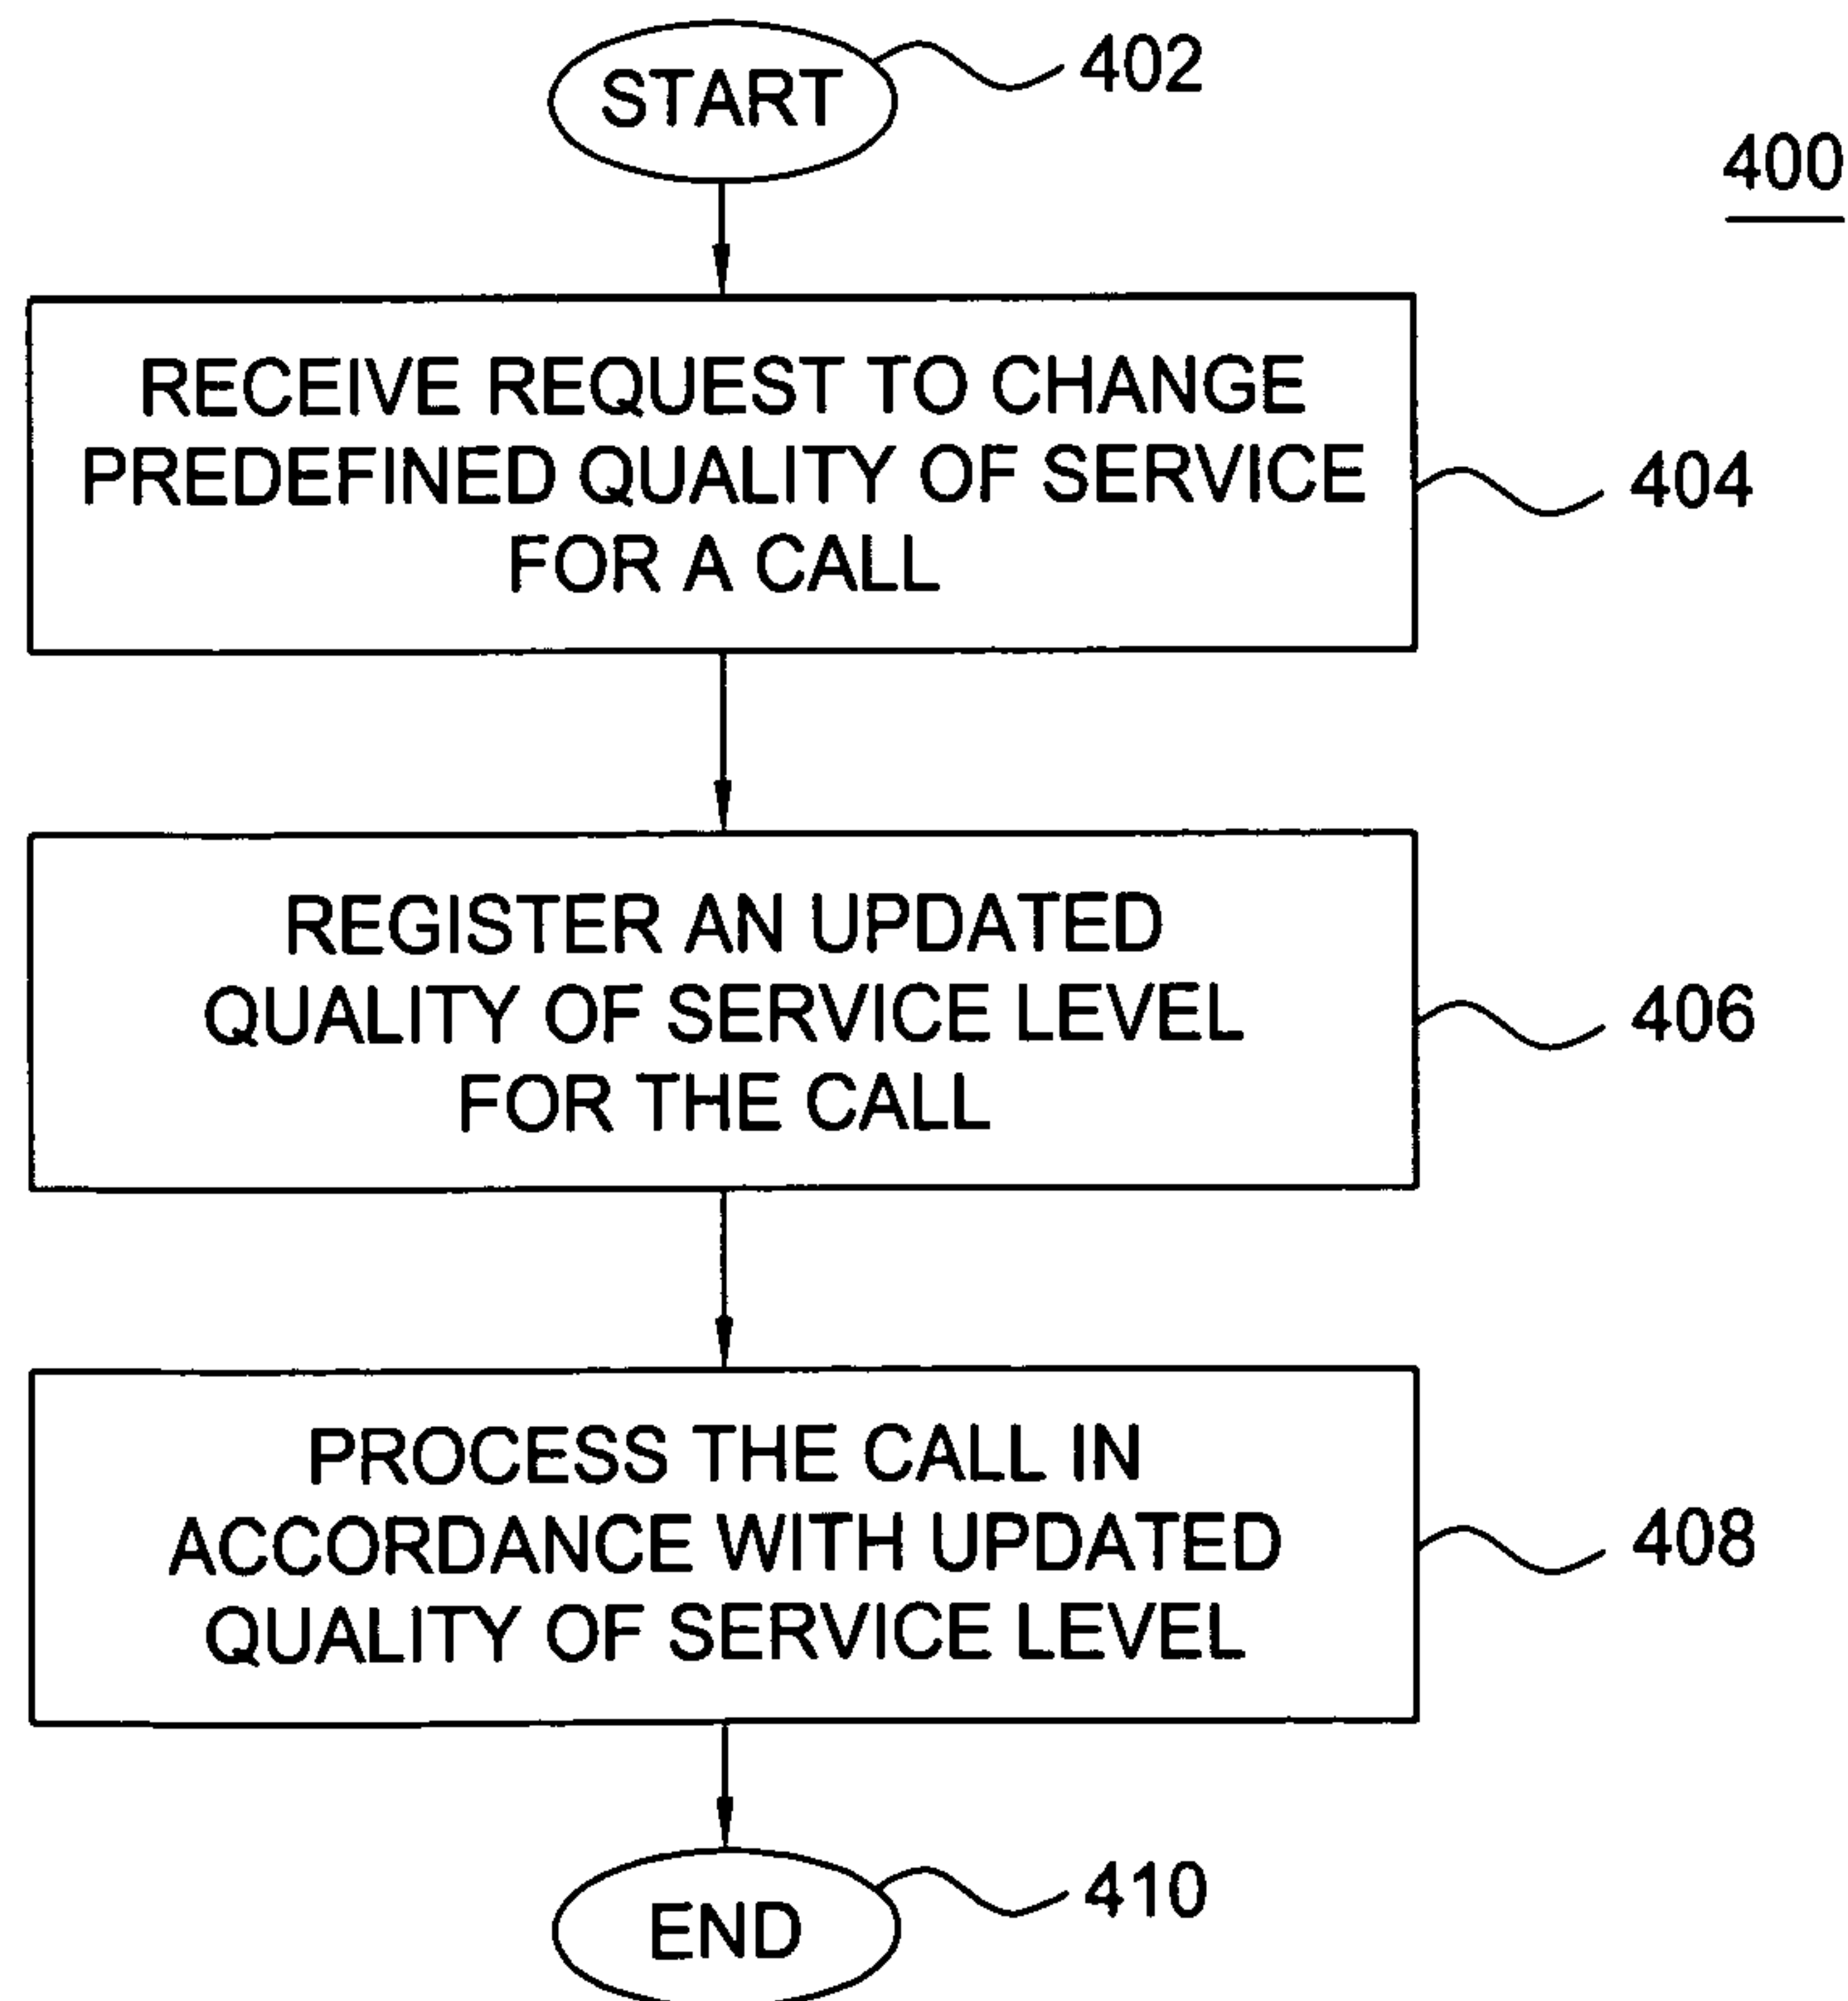 START
402
400
RECEIVE REQUEST TO CHANGE
PREDEFINED QUALITY OF SERVICE
FOR A CALL
404
REGISTER AN UPDATED
QUALITY OF SERVICE LEVEL
FOR THE CALL
406
PROCESS THE CALL IN
ACCORDANCE WITH UPDATED
QUALITY OF SERVICE LEVEL
408
END
410